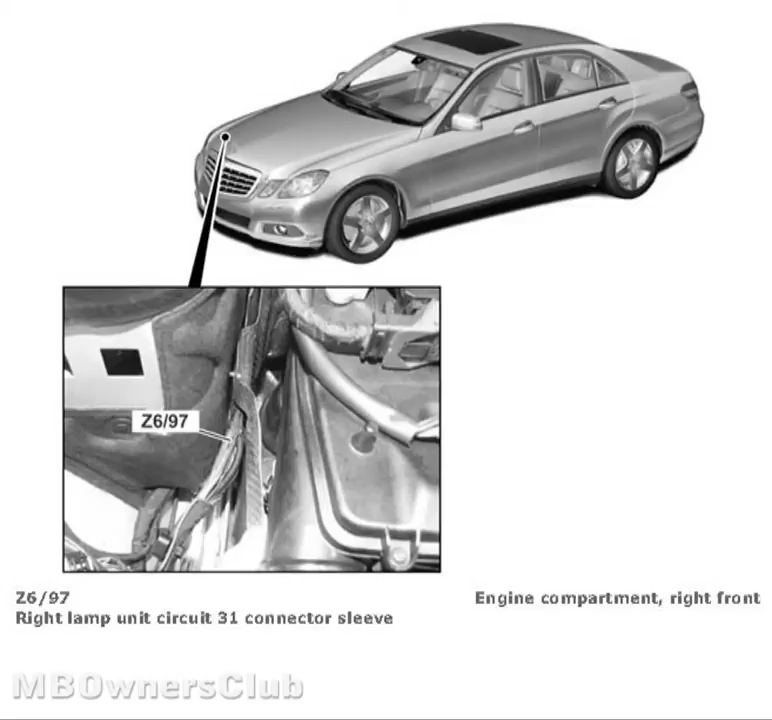 Z6/97
Z6/97
Right lamp unit circuit 31 connector sleeve
Engine compartment, right front
MBOwnersClub